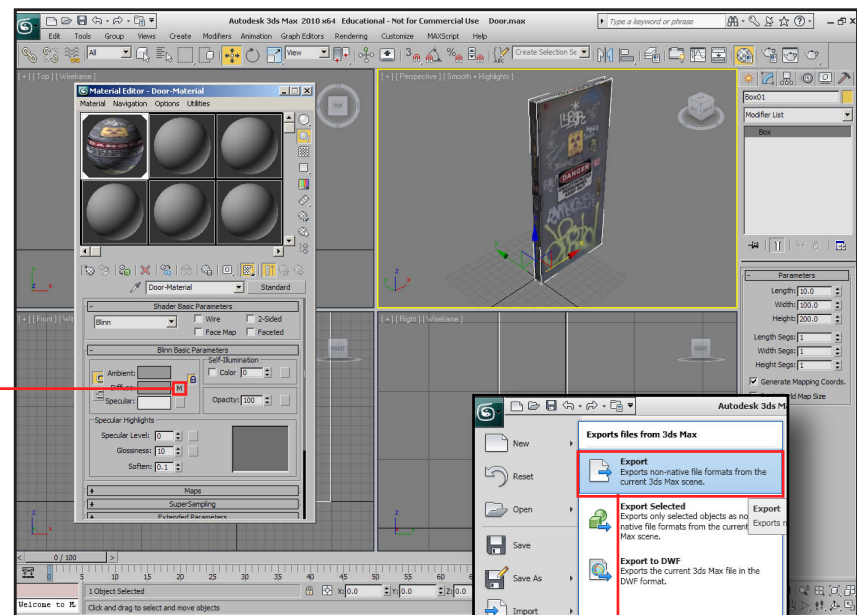 Autodesk 3ds Max 2010 x64 Educational - Not for Commercial Use Door.max
Type a keyword or phrase
Edit Tools Group Views Create Modifiers Animation Graph Editors Rendering Customize MAXScript Help
All
View
Create Selection Se
[ + ] [ Top ] [ Wireframe ]
[ + ] [ Perspective ] [ Smooth + Highlights ]
TOP
Material Editor - Door-Material
Material Navigation Options Utilities
Door-Material
Standard
Shader Basic Parameters
Blinn
Wire
2-Sided
Face Map
Faceted
Blinn Basic Parameters
Self-Illumination
Ambient:
Color 0
Diffuse:
M
Specular:
Opacity: 100
Specular Highlights
Specular Level: 0
Glossiness: 10
Soften: 0.1
Maps
SuperSampling
Extended Parameters
DANGER
[ + ] [ Front ] [ Wi
FRONT
[ + ] [ Right ] [ Wireframe ]
RIGHT
Box01
Modifier List
Box
Parameters
Length: 10.0
Width: 100.0
Height: 200.0
Length Segs: 1
Width Segs: 1
Height Segs: 1
Generate Mapping Coords.
ld Map Size
Autodesk 3ds M
New
Reset
Open
Save
Save As
Import
Exports files from 3ds Max
Export
Exports non-native file formats from the
current 3ds Max scene.
Export Selected
Exports only selected objects as no
native file formats from the current
Max scene.
Export
Exports n
Export to DWF
Exports the current 3ds Max file in the
DWF format.
0 / 100
0 5 10 15 20 25 30 35 40 45 50 55 60
1 Object Selected
X: 0.0 Y: 0.0 Z: 0.0
Welcome to M
Click and drag to select and move objects